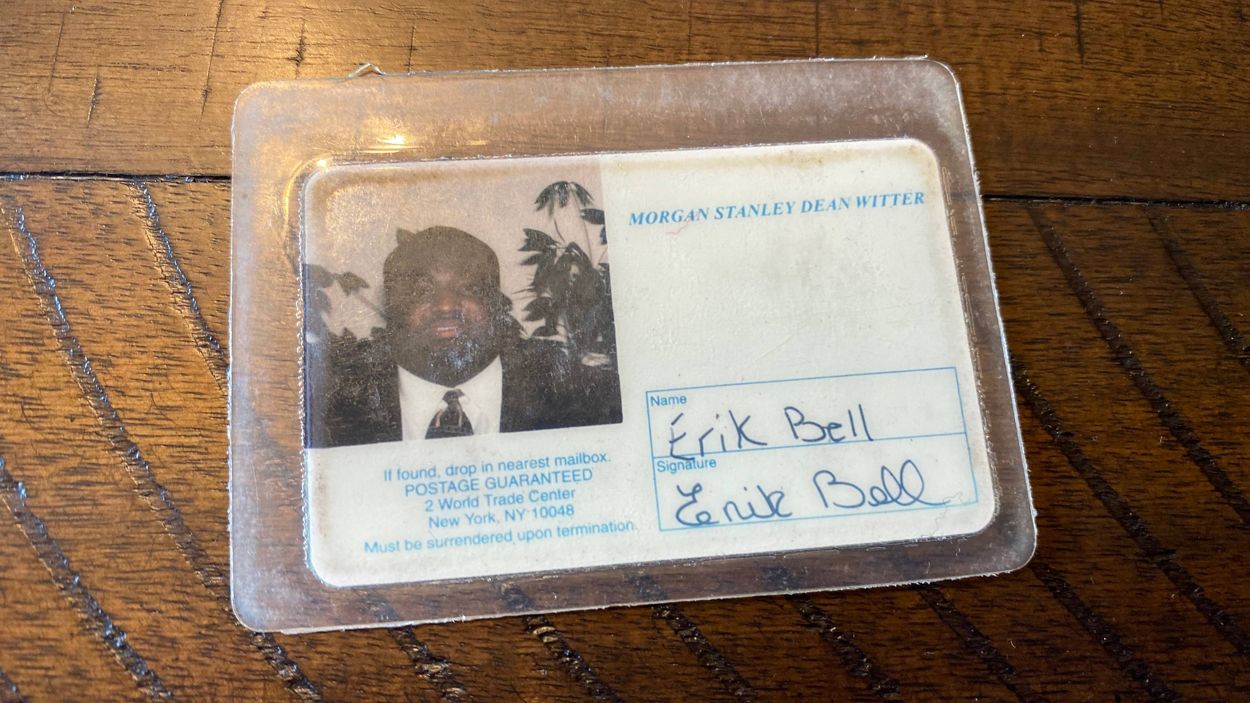 MORGAN STANLEY DEAN WITTER
If found, drop in nearest mailbox.
POSTAGE GUARANTEED
2 World Trade Center
New York, NY 10048
Must be surrendered upon termination.
Name
Erik Bell
Signature
Erik Bell